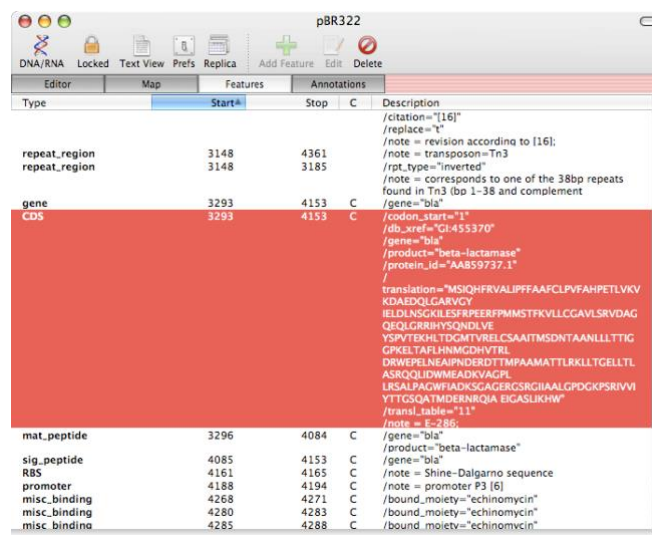 pBR322
DNA/RNA Locked Text View Prefs Replica Add Feature Edit Delete
Editor Map Features Annotations
Type Start Stop C Description
/citation="[16]"
/replace="t"
/note = revision according to [16];
repeat_region 3148 4361 /note = transposon=Tn3
repeat_region 3148 3185 /rpt_type="inverted"
/note = corresponds to one of the 38bp repeats
found in Tn3 (bp 1-38 and complement
gene 3293 4153 C /gene="bla"
CDS 3293 4153 C /codon_start="1"
/db_xref="GI:455370"
/gene="bla"
/product="beta-lactamase"
/protein_id="AAB59737.1"
/
translation="MSIQHFRVALIPFFAAFCLPVFAHPETLVKV
KDAEDQLGARVGY
IELDLNSGKILESFRPEERFPMMSTFKVLLCGAVLSRVDAG
QEQLGRRIHYSQNDLVE
YSPVTEKHLTDGMTVRELCSAAITMSDNTAANLLLTTIG
GPKELTAFLHNMGDHVTRL
DRWEPELNEAIPNDERDTTMPAAMATTLRKLLTGELLTL
ASRQQLIDWMEADKVAGPL
LRSALPAGWFIADKSGAGERGSRGIIAALGPDGKPSRIVVI
YTTGSQATMDERNRQIA EIGASLIKHW"
/transl_table="11"
/note = E-286;
mat_peptide 3296 4084 C /gene="bla"
/product="beta-lactamase"
sig_peptide 4085 4153 C /gene="bla"
RBS 4161 4165 C /note = Shine-Dalgarno sequence
promoter 4188 4194 C /note = promoter P3 [6]
misc_binding 4268 4271 C /bound_moiety="echinomycin"
misc_binding 4280 4283 C /bound_moiety="echinomycin"
misc_binding 4285 4288 C /bound_moiety="echinomycin"